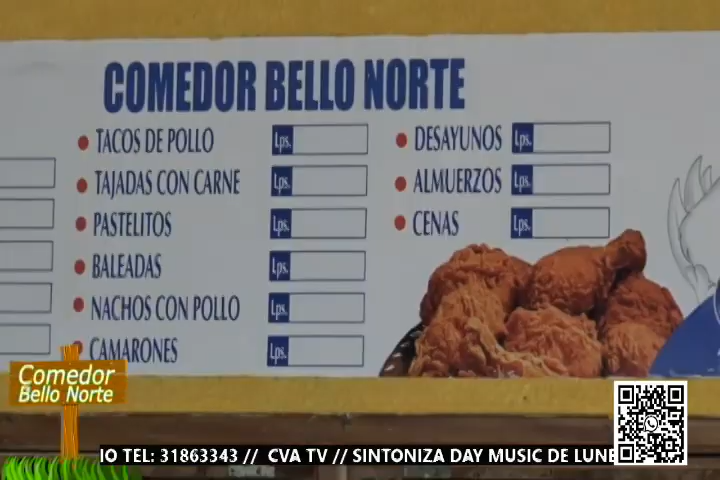 COMEDOR BELLO NORTE
TACOS DE POLLO Lps.
TAJADAS CON CARNE Lps.
PASTELITOS Lps.
BALEADAS Lps.
NACHOS CON POLLO Lps.
CAMARONES Lps.
DESAYUNOS Lps.
ALMUERZOS Lps.
CENAS Lps.
Comedor
Bello Norte
IO TEL: 31863343 // CVA TV // SINTONIZA DAY MUSIC DE LUNE